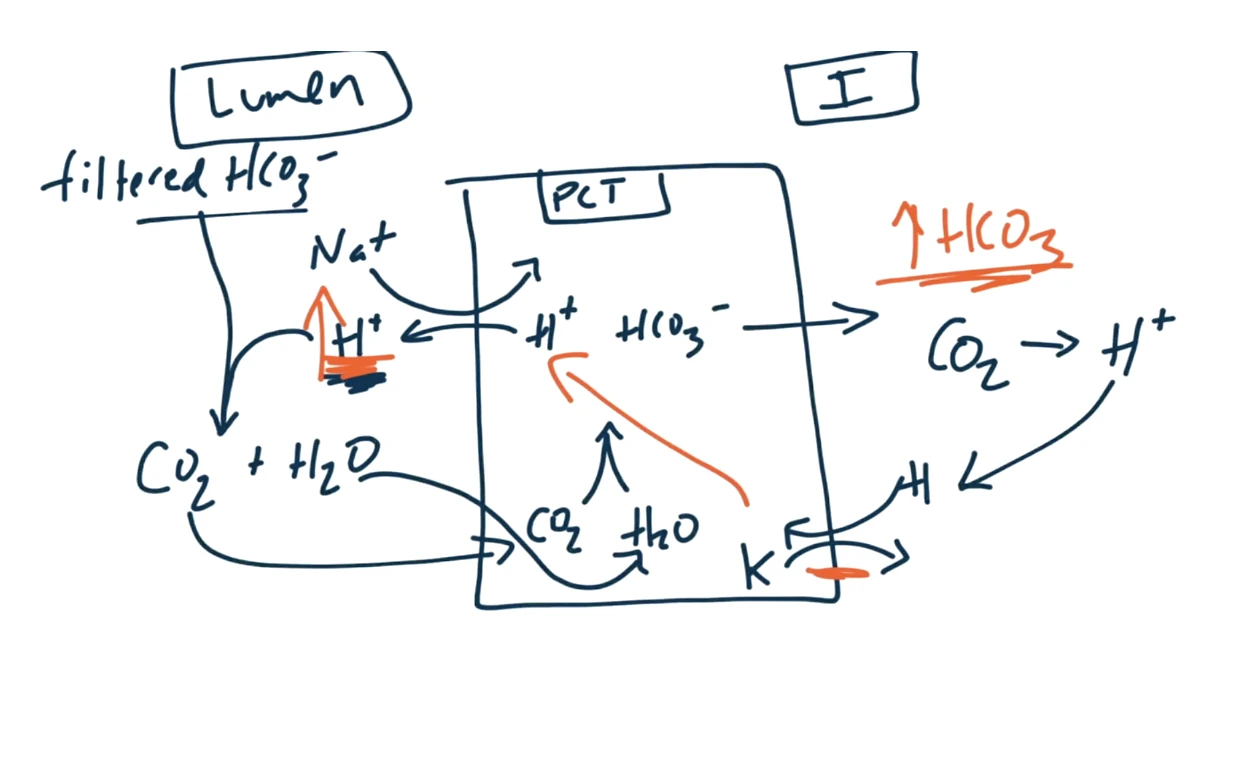 Lumen
I
filtered HCO3-
PCT
Na+
↑HCO3
↑H+
H+ HCO3-
CO2 → H+
CO2 + H2O
H
CO2 H2O
K